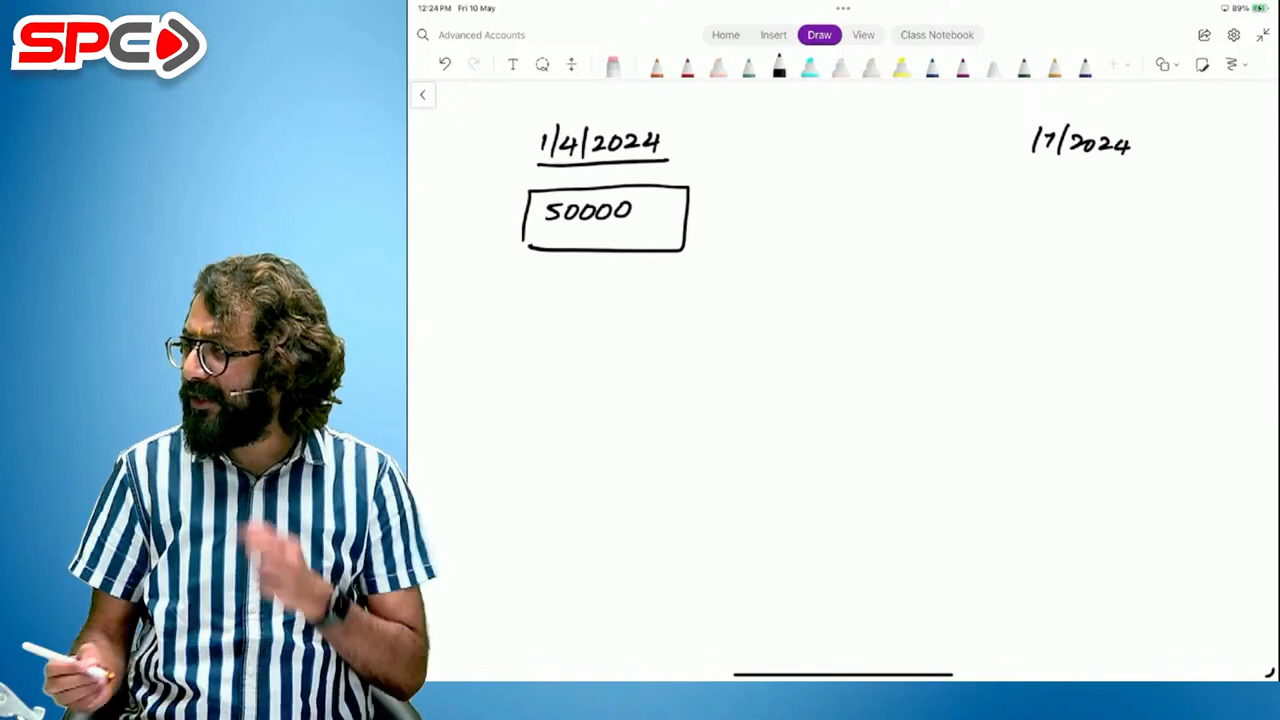 SPC
12:24 PM Fri 10 May
89%
Advanced Accounts
Home Insert Draw View Class Notebook
1/4/2024
/7/2024
50000